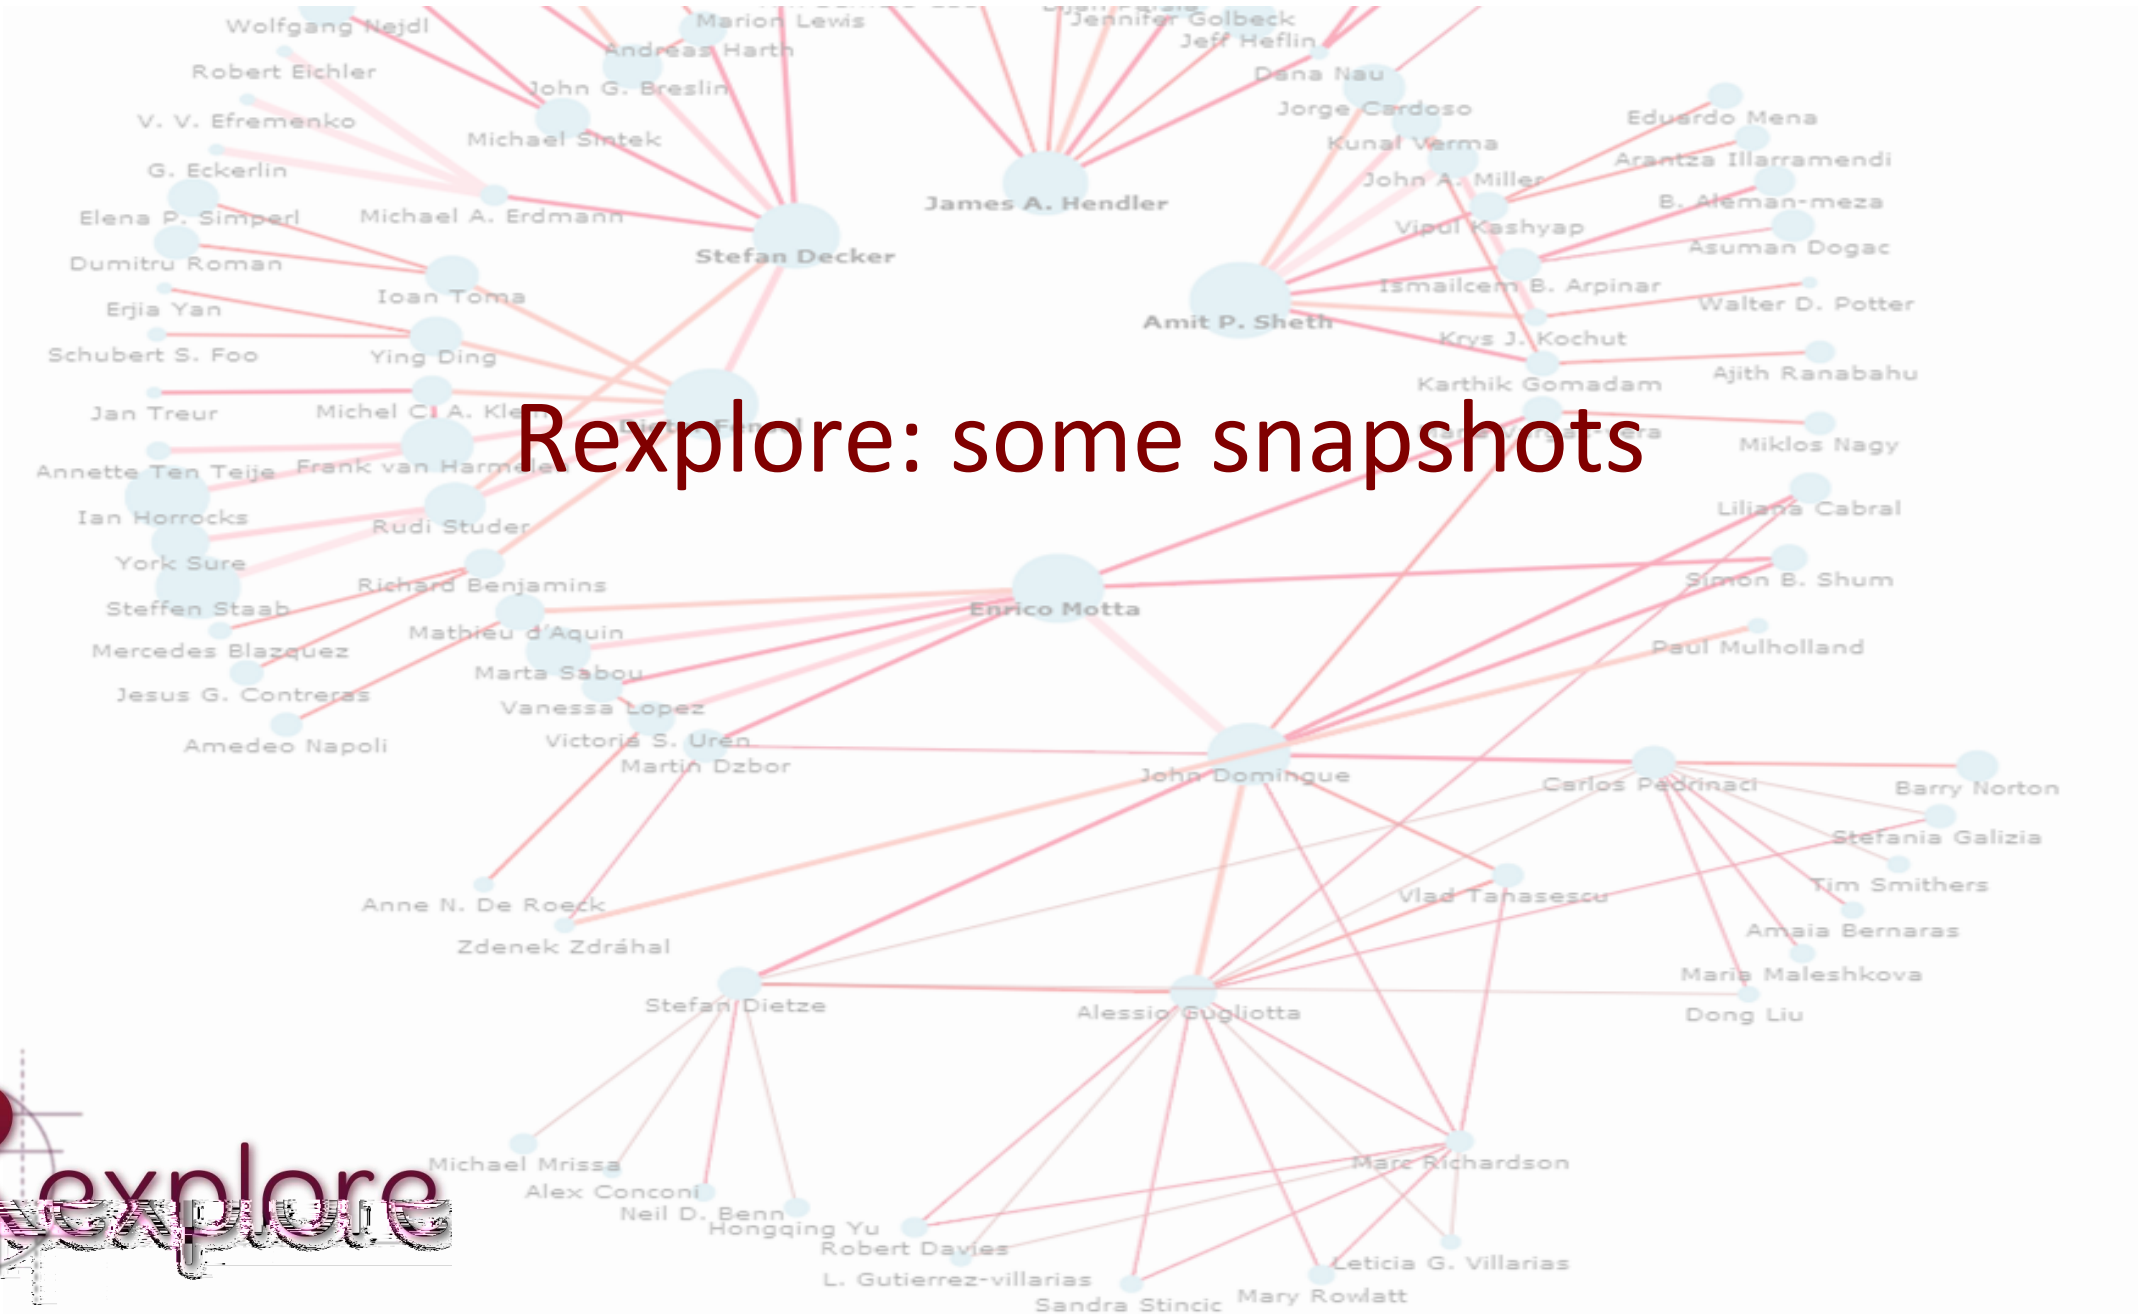 Wolfgang Nejdl
Marion Lewis
Jennifer Golbeck
Andreas Harth
Jeff Heflin
Robert Eichler
Dana Nau
John G. Breslin
Jorge Cardoso
Eduardo Mena
V. V. Efremenko
Michael Sintek
Kunal Verma
Arantza Illarramendi
G. Eckerlin
John A. Miller
James A. Hendler
B. Aleman-meza
Elena P. Simperl
Michael A. Erdmann
Vipul Kashyap
Asuman Dogac
Stefan Decker
Dumitru Roman
Ismailcem B. Arpinar
Ioan Toma
Walter D. Potter
Erjia Yan
Amit P. Sheth
Krys J. Kochut
Schubert S. Foo
Ying Ding
Ajith Ranabahu
Karthik Gomadam
Jan Treur
Michel C. A. Klein
Rexplore: some snapshots
Miklos Nagy
Annette Ten Teije
Frank van Harmelen
Liliana Cabral
Ian Horrocks
Rudi Studer
York Sure
Richard Benjamins
Simon B. Shum
Steffen Staab
Enrico Motta
Mathieu d'Aquin
Paul Mulholland
Mercedes Blazquez
Marta Sabou
Jesus G. Contreras
Vanessa Lopez
Amedeo Napoli
Victoria S. Uren
Martin Dzbor
John Domingue
Carlos Pedrinaci
Barry Norton
Stefania Galizia
Tim Smithers
Vlad Tanasescu
Anne N. De Roeck
Amaia Bernaras
Zdenek Zdráhal
Maria Maleshkova
Stefan Dietze
Alessio Gugliotta
Dong Liu
Michael Mrissa
Marc Richardson
Alex Conconi
Neil D. Benn
Hongqing Yu
Robert Davies
Leticia G. Villarias
L. Gutierrez-villarias
Sandra Stincic
Mary Rowlatt
explore